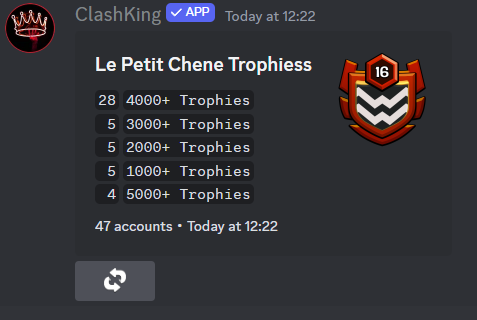 ClashKing ✓ APP Today at 12:22
Le Petit Chene Trophiess
16
28 4000+ Trophies
5 3000+ Trophies
5 2000+ Trophies
5 1000+ Trophies
4 5000+ Trophies
47 accounts • Today at 12:22